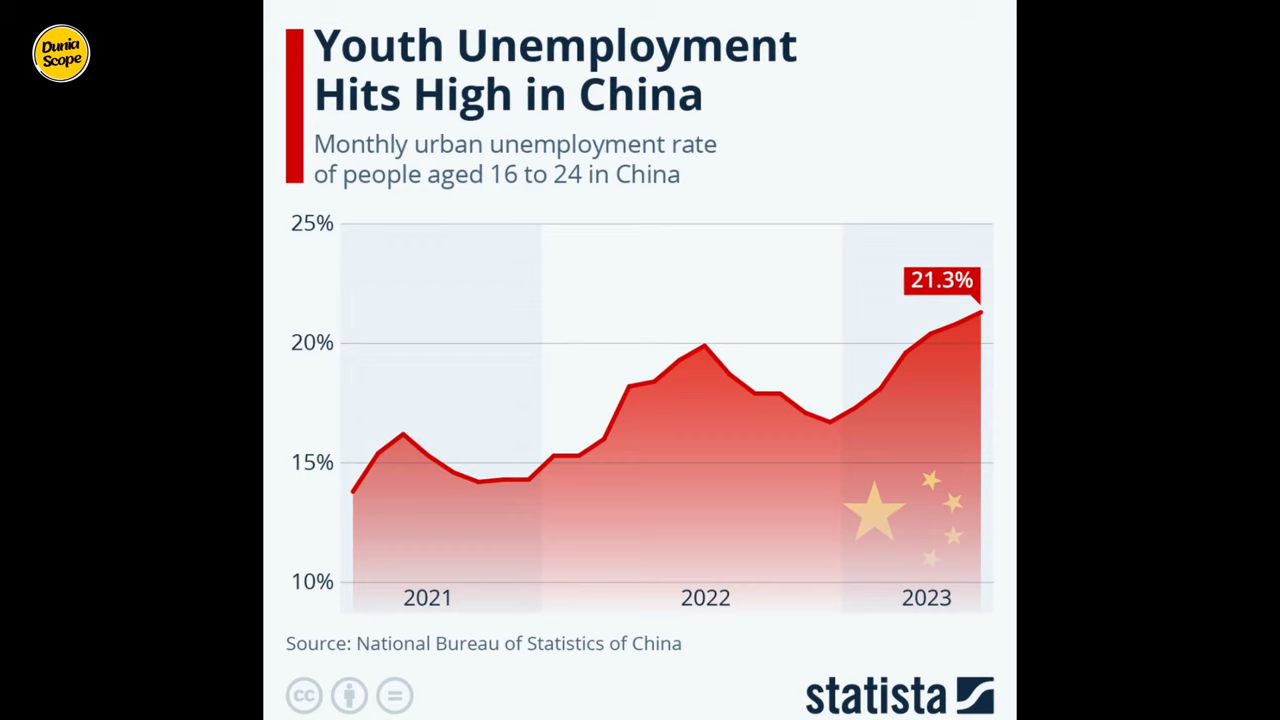 Dunia
Scope
Youth Unemployment
Hits High in China
Monthly urban unemployment rate
of people aged 16 to 24 in China
25%
21.3%
20%
15%
10%
2021 2022 2023
Source: National Bureau of Statistics of China
cc
statista